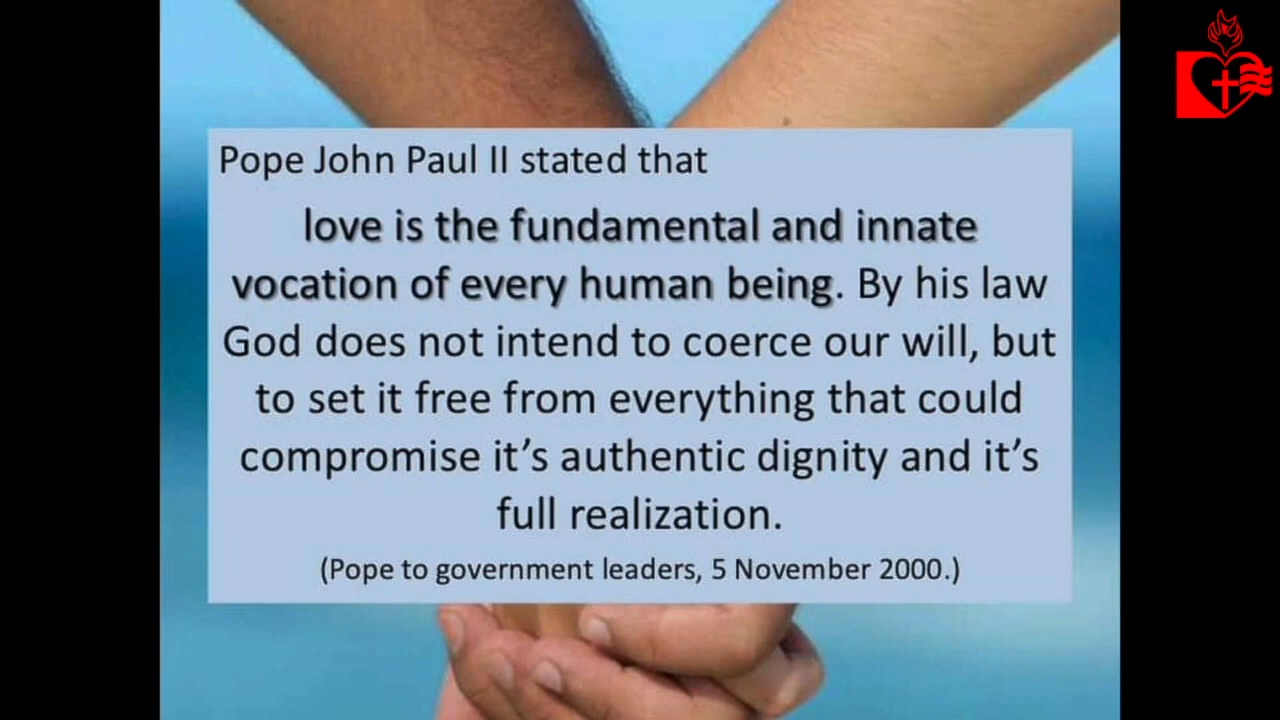 Pope John Paul II stated that
love is the fundamental and innate
vocation of every human being. By his law
God does not intend to coerce our will, but
to set it free from everything that could
compromise it’s authentic dignity and it’s
full realization.
(Pope to government leaders, 5 November 2000.)